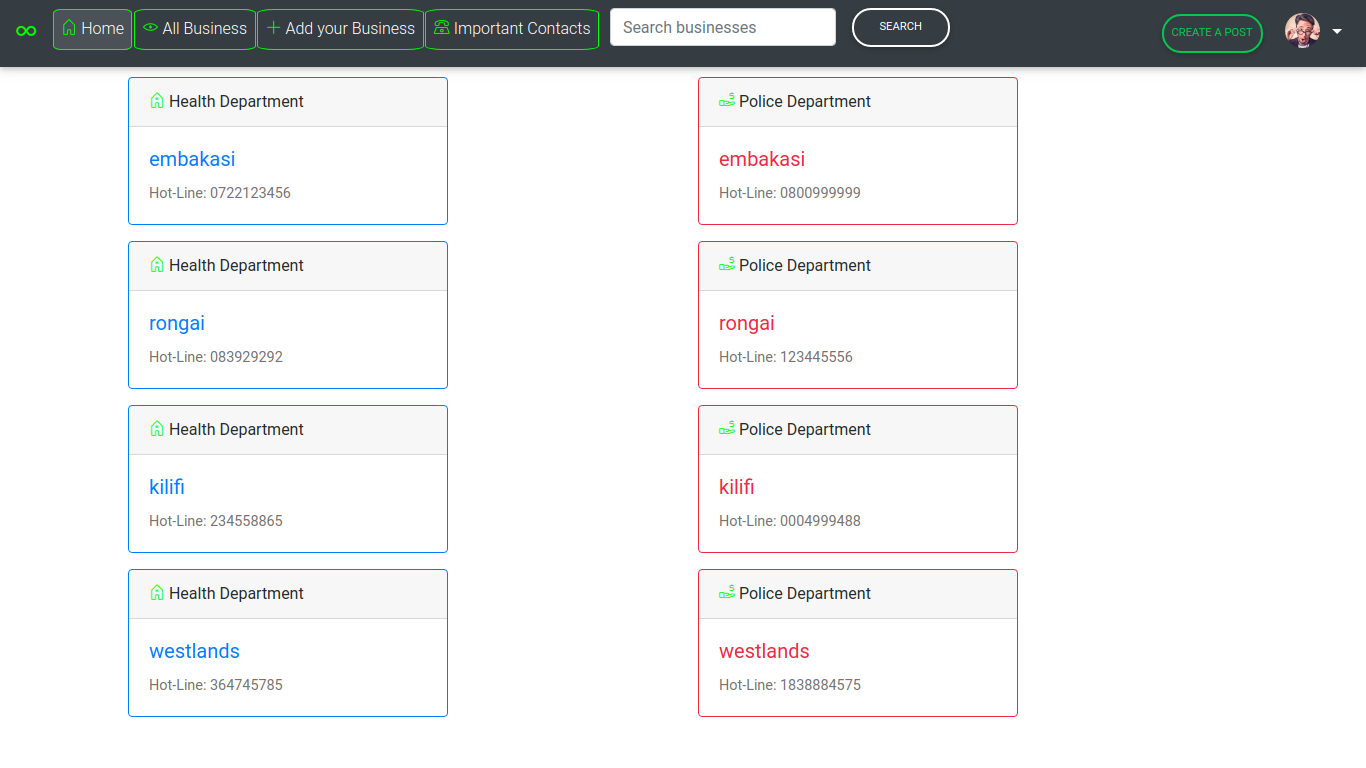 Home All Business Add your Business Important Contacts Search businesses SEARCH CREATE A POST
Health Department
embakasi
Hot-Line: 0722123456
Police Department
embakasi
Hot-Line: 0800999999
Health Department
rongai
Hot-Line: 083929292
Police Department
rongai
Hot-Line: 123445556
Health Department
kilifi
Hot-Line: 234558865
Police Department
kilifi
Hot-Line: 0004999488
Health Department
westlands
Hot-Line: 364745785
Police Department
westlands
Hot-Line: 1838884575